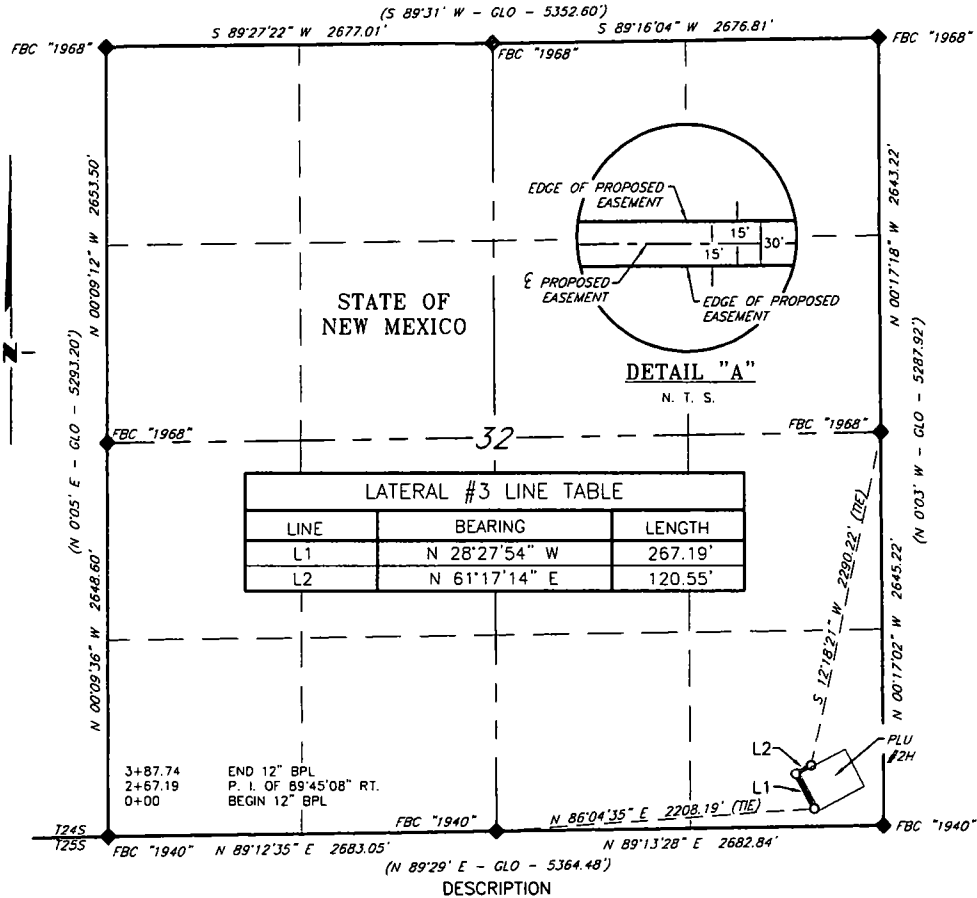 (S 89°31' W - GLO - 5352.60')
S 89°27'22" W 2677.01'
S 89°16'04" W 2676.81'
FBC "1968"
FBC "1968"
FBC "1968"
N 00°09'12" W 2653.50'
N 00°17'18" W 2643.22'
EDGE OF PROPOSED
EASEMENT
15'
30'
15'
℄ PROPOSED
EASEMENT
EDGE OF PROPOSED
EASEMENT
STATE OF
NEW MEXICO
DETAIL "A"
N. T. S.
N
(N 0°05' E - GLO - 5293.20')
(N 0°03' W - GLO - 5287.92')
FBC "1968"
32
FBC "1968"
LATERAL #3 LINE TABLE
LINE BEARING LENGTH
L1 N 28°27'54" W 267.19'
L2 N 61°17'14" E 120.55'
N 00°09'36" W 2648.60'
S 12°18'21" W 2290.22' (TIE)
N 00°17'02" W 2645.22'
PLU
#2H
L2
L1
3+87.74 END 12" BPL
2+67.19 P. I. OF 89°45'08" RT.
0+00 BEGIN 12" BPL
N 86°04'35" E 2208.19' (TIE)
T24S
T25S
FBC "1940"
N 89°12'35" E 2683.05'
FBC "1940"
N 89°13'28" E 2682.84'
FBC "1940"
(N 89°29' E - GLO - 5364.48')
DESCRIPTION